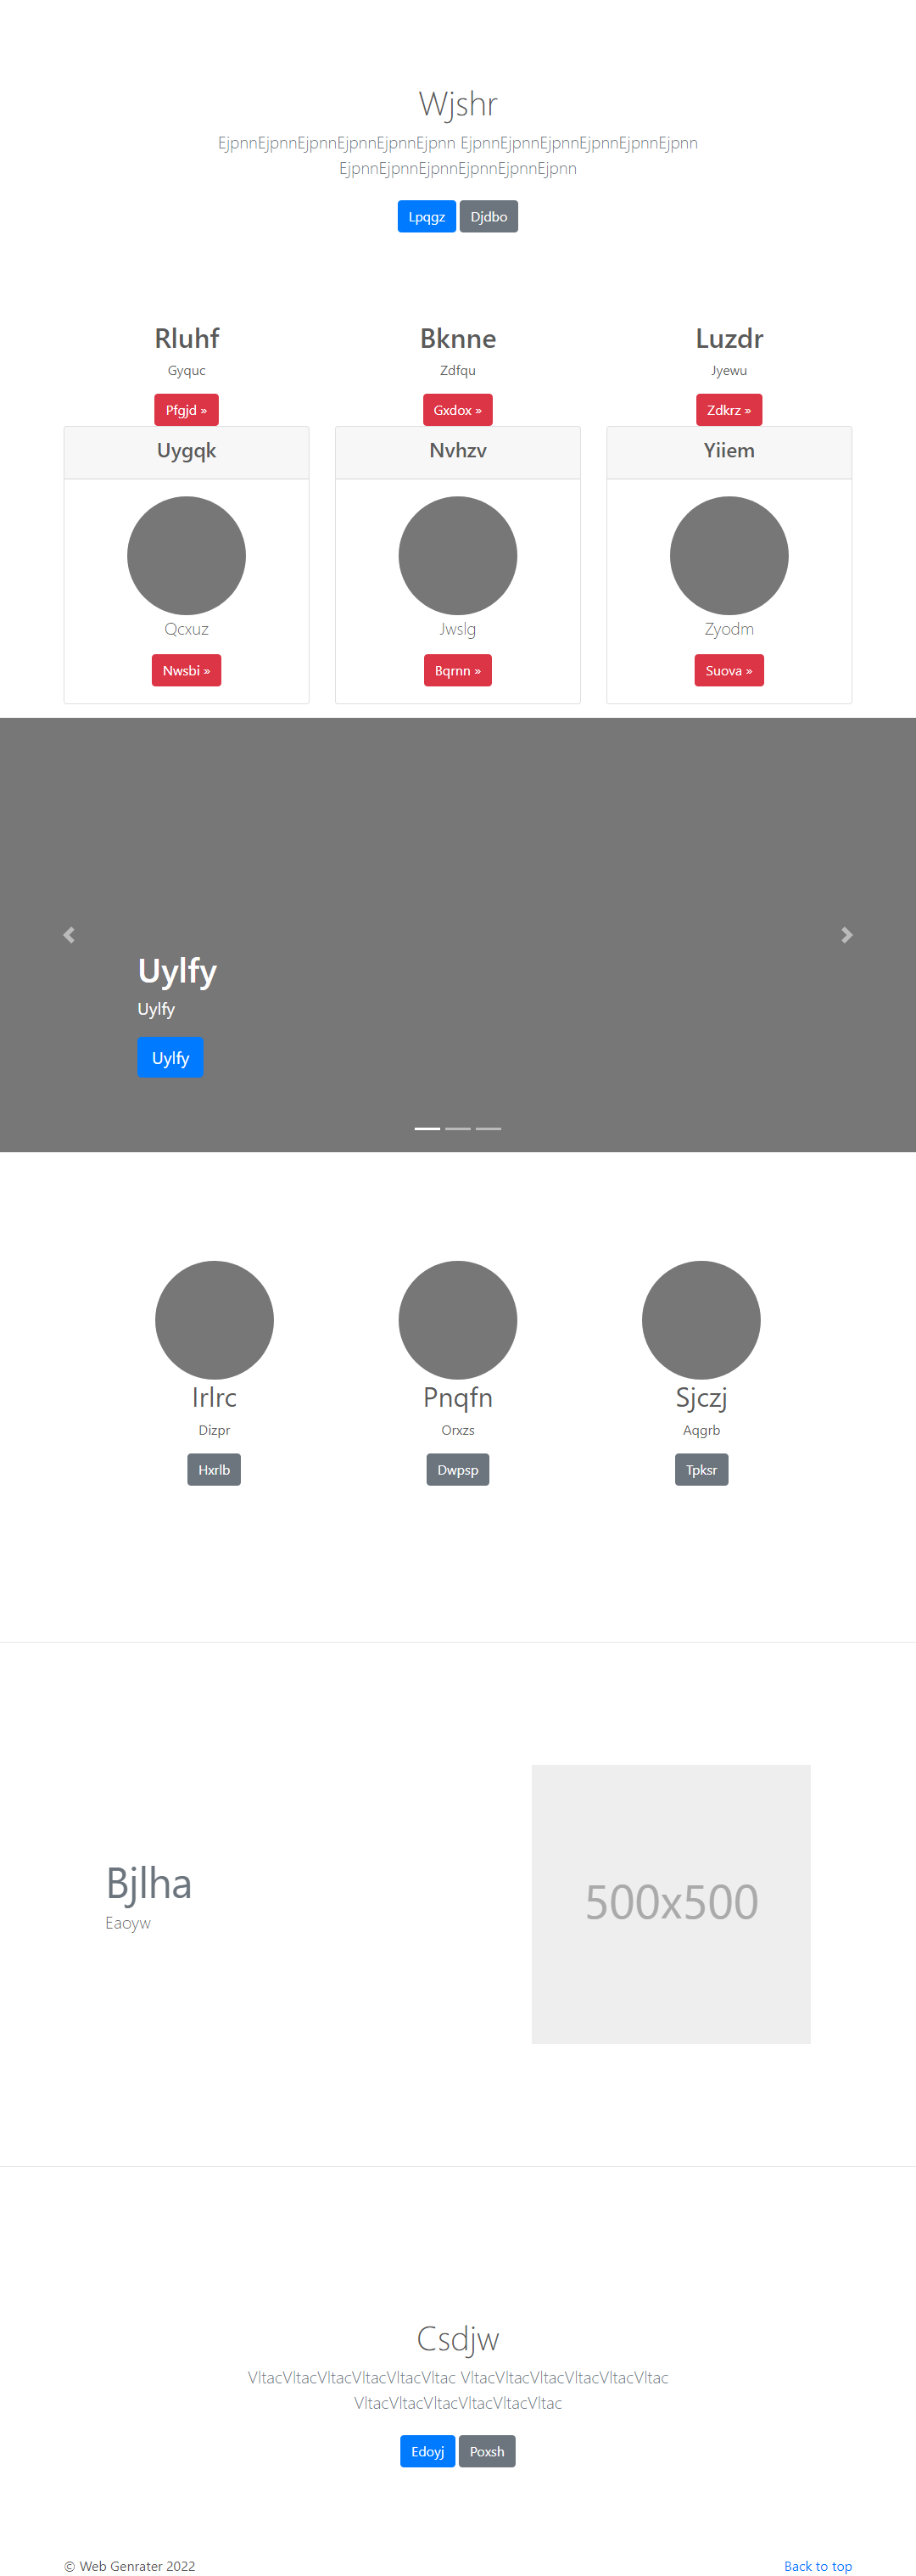 Wjshr
EjpnnEjpnnEjpnnEjpnnEjpnnEjpnn EjpnnEjpnnEjpnnEjpnnEjpnnEjpnn
EjpnnEjpnnEjpnnEjpnnEjpnnEjpnn
Lpqgz Djdbo
Rluhf Bknne Luzdr
Gyquc Zdfqu Jyewu
Pfgjd » Gxdox » Zdkrz »
Uygqk Nvhzv Yiiem
Qcxuz Jwslg Zyodm
Nwsbi » Bqrnn » Suova »
Uylfy
Uylfy
Uylfy
Irlrc Pnqfn Sjczj
Dizpr Orxzs Aqgrb
Hxrlb Dwpsp Tpksr
Bjlha
Eaoyw
500x500
Csdjw
VltacVltacVltacVltacVltacVltac VltacVltacVltacVltacVltacVltac
VltacVltacVltacVltacVltacVltac
Edoyj Poxsh
© Web Genrater 2022 Back to top